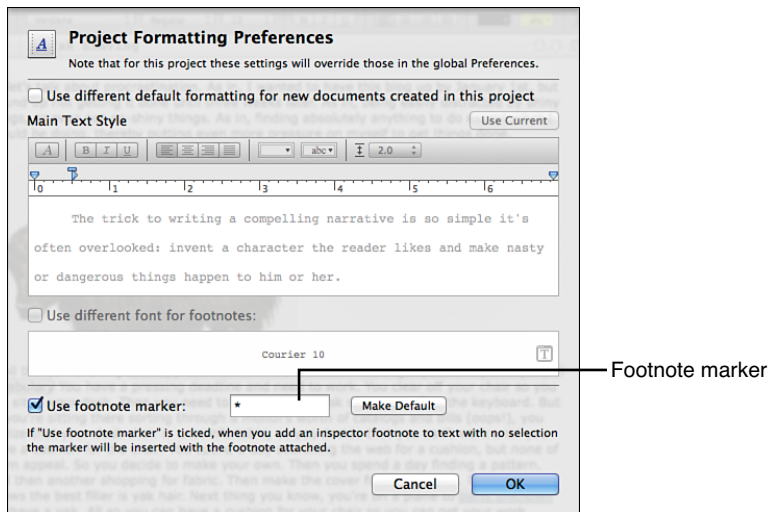 Project Formatting Preferences
Note that for this project these settings will override those in the global Preferences.
Use different default formatting for new documents created in this project
Main Text Style
Use Current
A B I U abc 2.0
0 1 2 3 4 5 6
The trick to writing a compelling narrative is so simple it's
often overlooked: invent a character the reader likes and make nasty
or dangerous things happen to him or her.
Use different font for footnotes:
Courier 10
T
Footnote marker
Use footnote marker: * Make Default
If "Use footnote marker" is ticked, when you add an inspector footnote to text with no selection
the marker will be inserted with the footnote attached.
Cancel OK